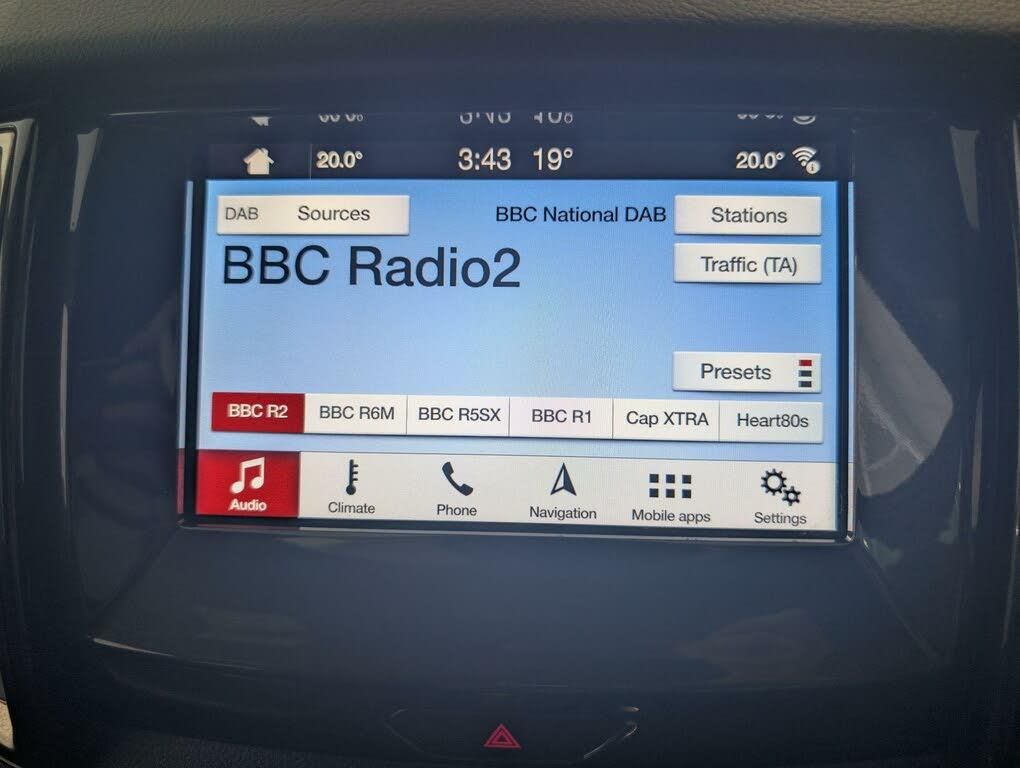 20.0° 3:43 19° 20.0°
DAB Sources BBC National DAB Stations
BBC Radio2
Traffic (TA)
Presets
BBC R2 BBC R6M BBC R5SX BBC R1 Cap XTRA Heart80s
Audio Climate Phone Navigation Mobile apps Settings